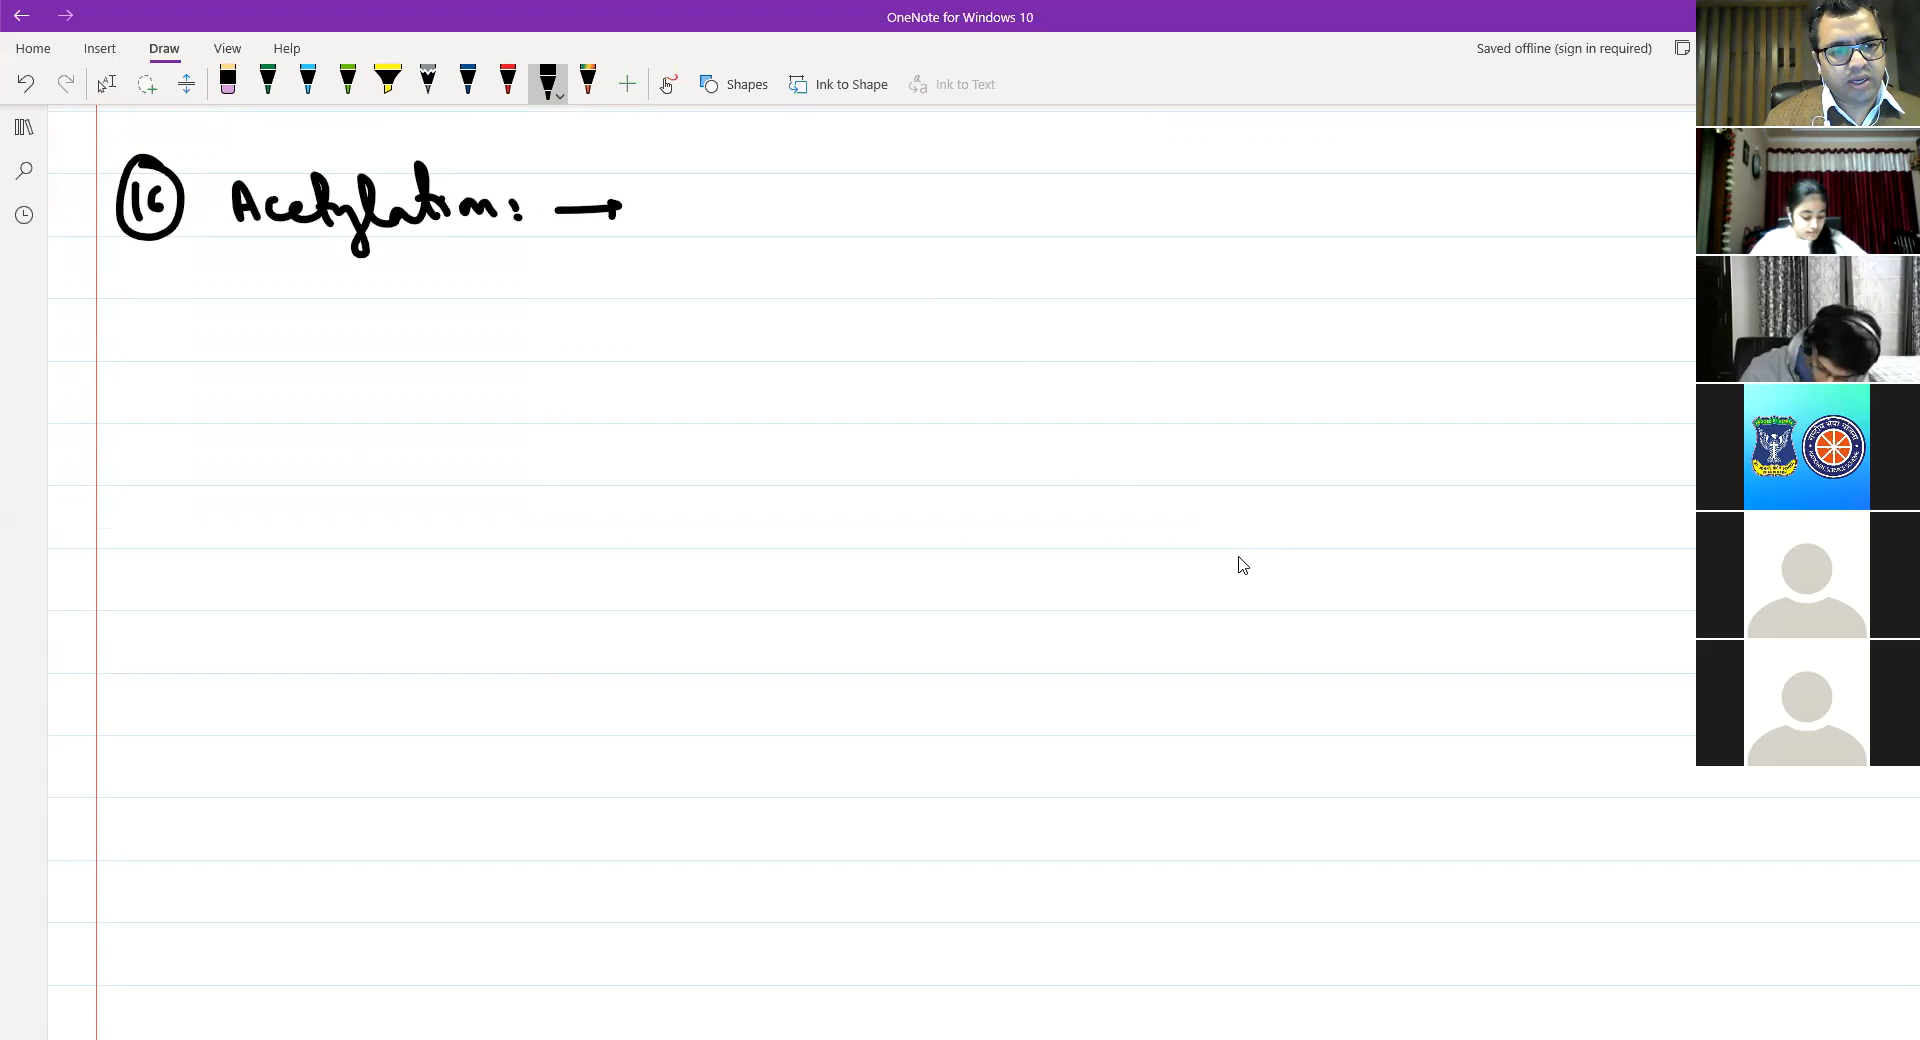 OneNote for Windows 10
Home Insert Draw View Help
Saved offline (sign in required)
Shapes Ink to Shape Ink to Text
16 Acetylation: →